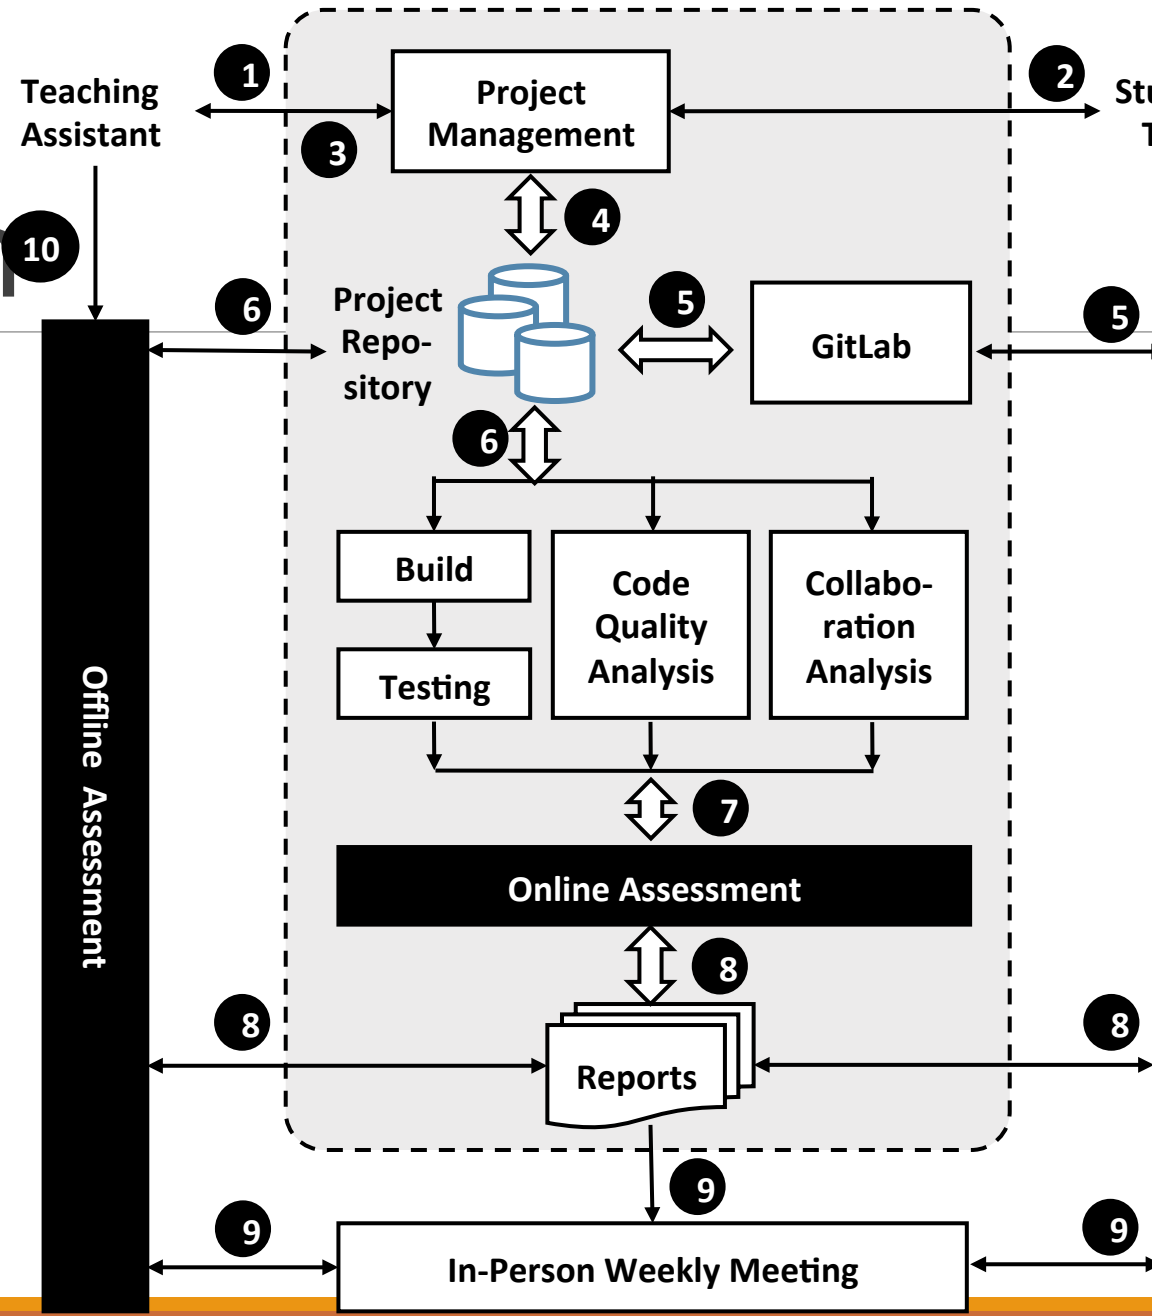 1
2
Teaching
Assistant
Project
Management
Stu
T
3
4
10
6
Project
Repo-
sitory
5
GitLab
5
6
Build
Testing
Code
Quality
Analysis
Collabo-
ration
Analysis
Offline Assessment
7
Online Assessment
8
8
Reports
8
9
9
In-Person Weekly Meeting
9